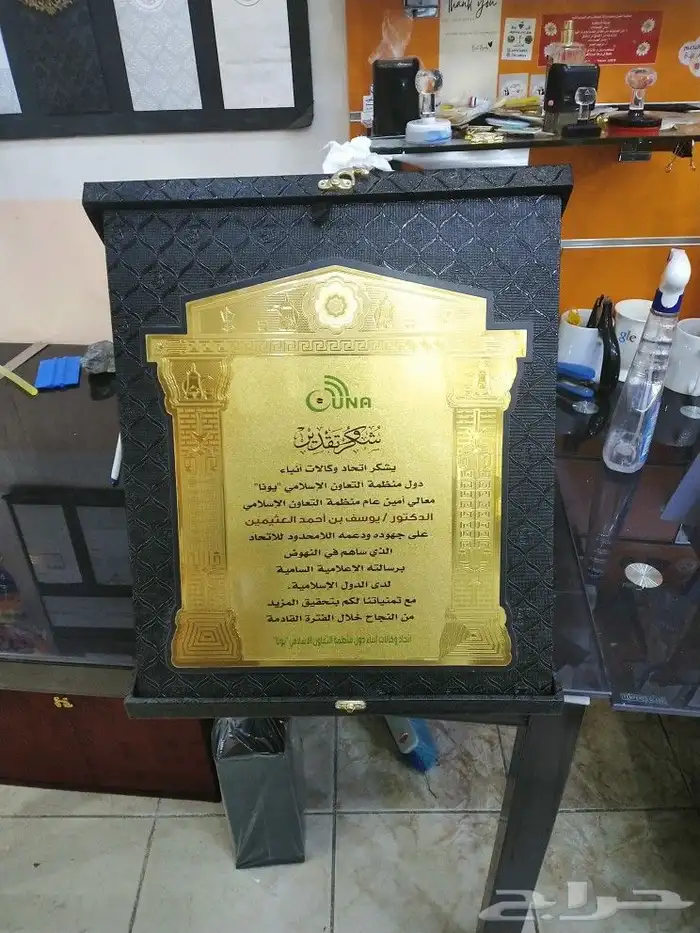 Thank you
gle
UNA
شكر وتقدير
يشكر اتحاد وكالات أنباء
دول منظمة التعاون الإسلامي "يونا"
معالي أمين عام منظمة التعاون الإسلامي
الدكتور / يوسف بن أحمد العثيمين
على جهوده ودعمه اللامحدود للاتحاد
الذي ساهم في النهوض
برسالته الإعلامية السامية
لدى الدول الإسلامية.
مع تمنياتنا لكم بتحقيق المزيد
من النجاح خلال الفترة القادمة
اتحاد وكالات أنباء دول منظمة التعاون الإسلامي "يونا"
حراج